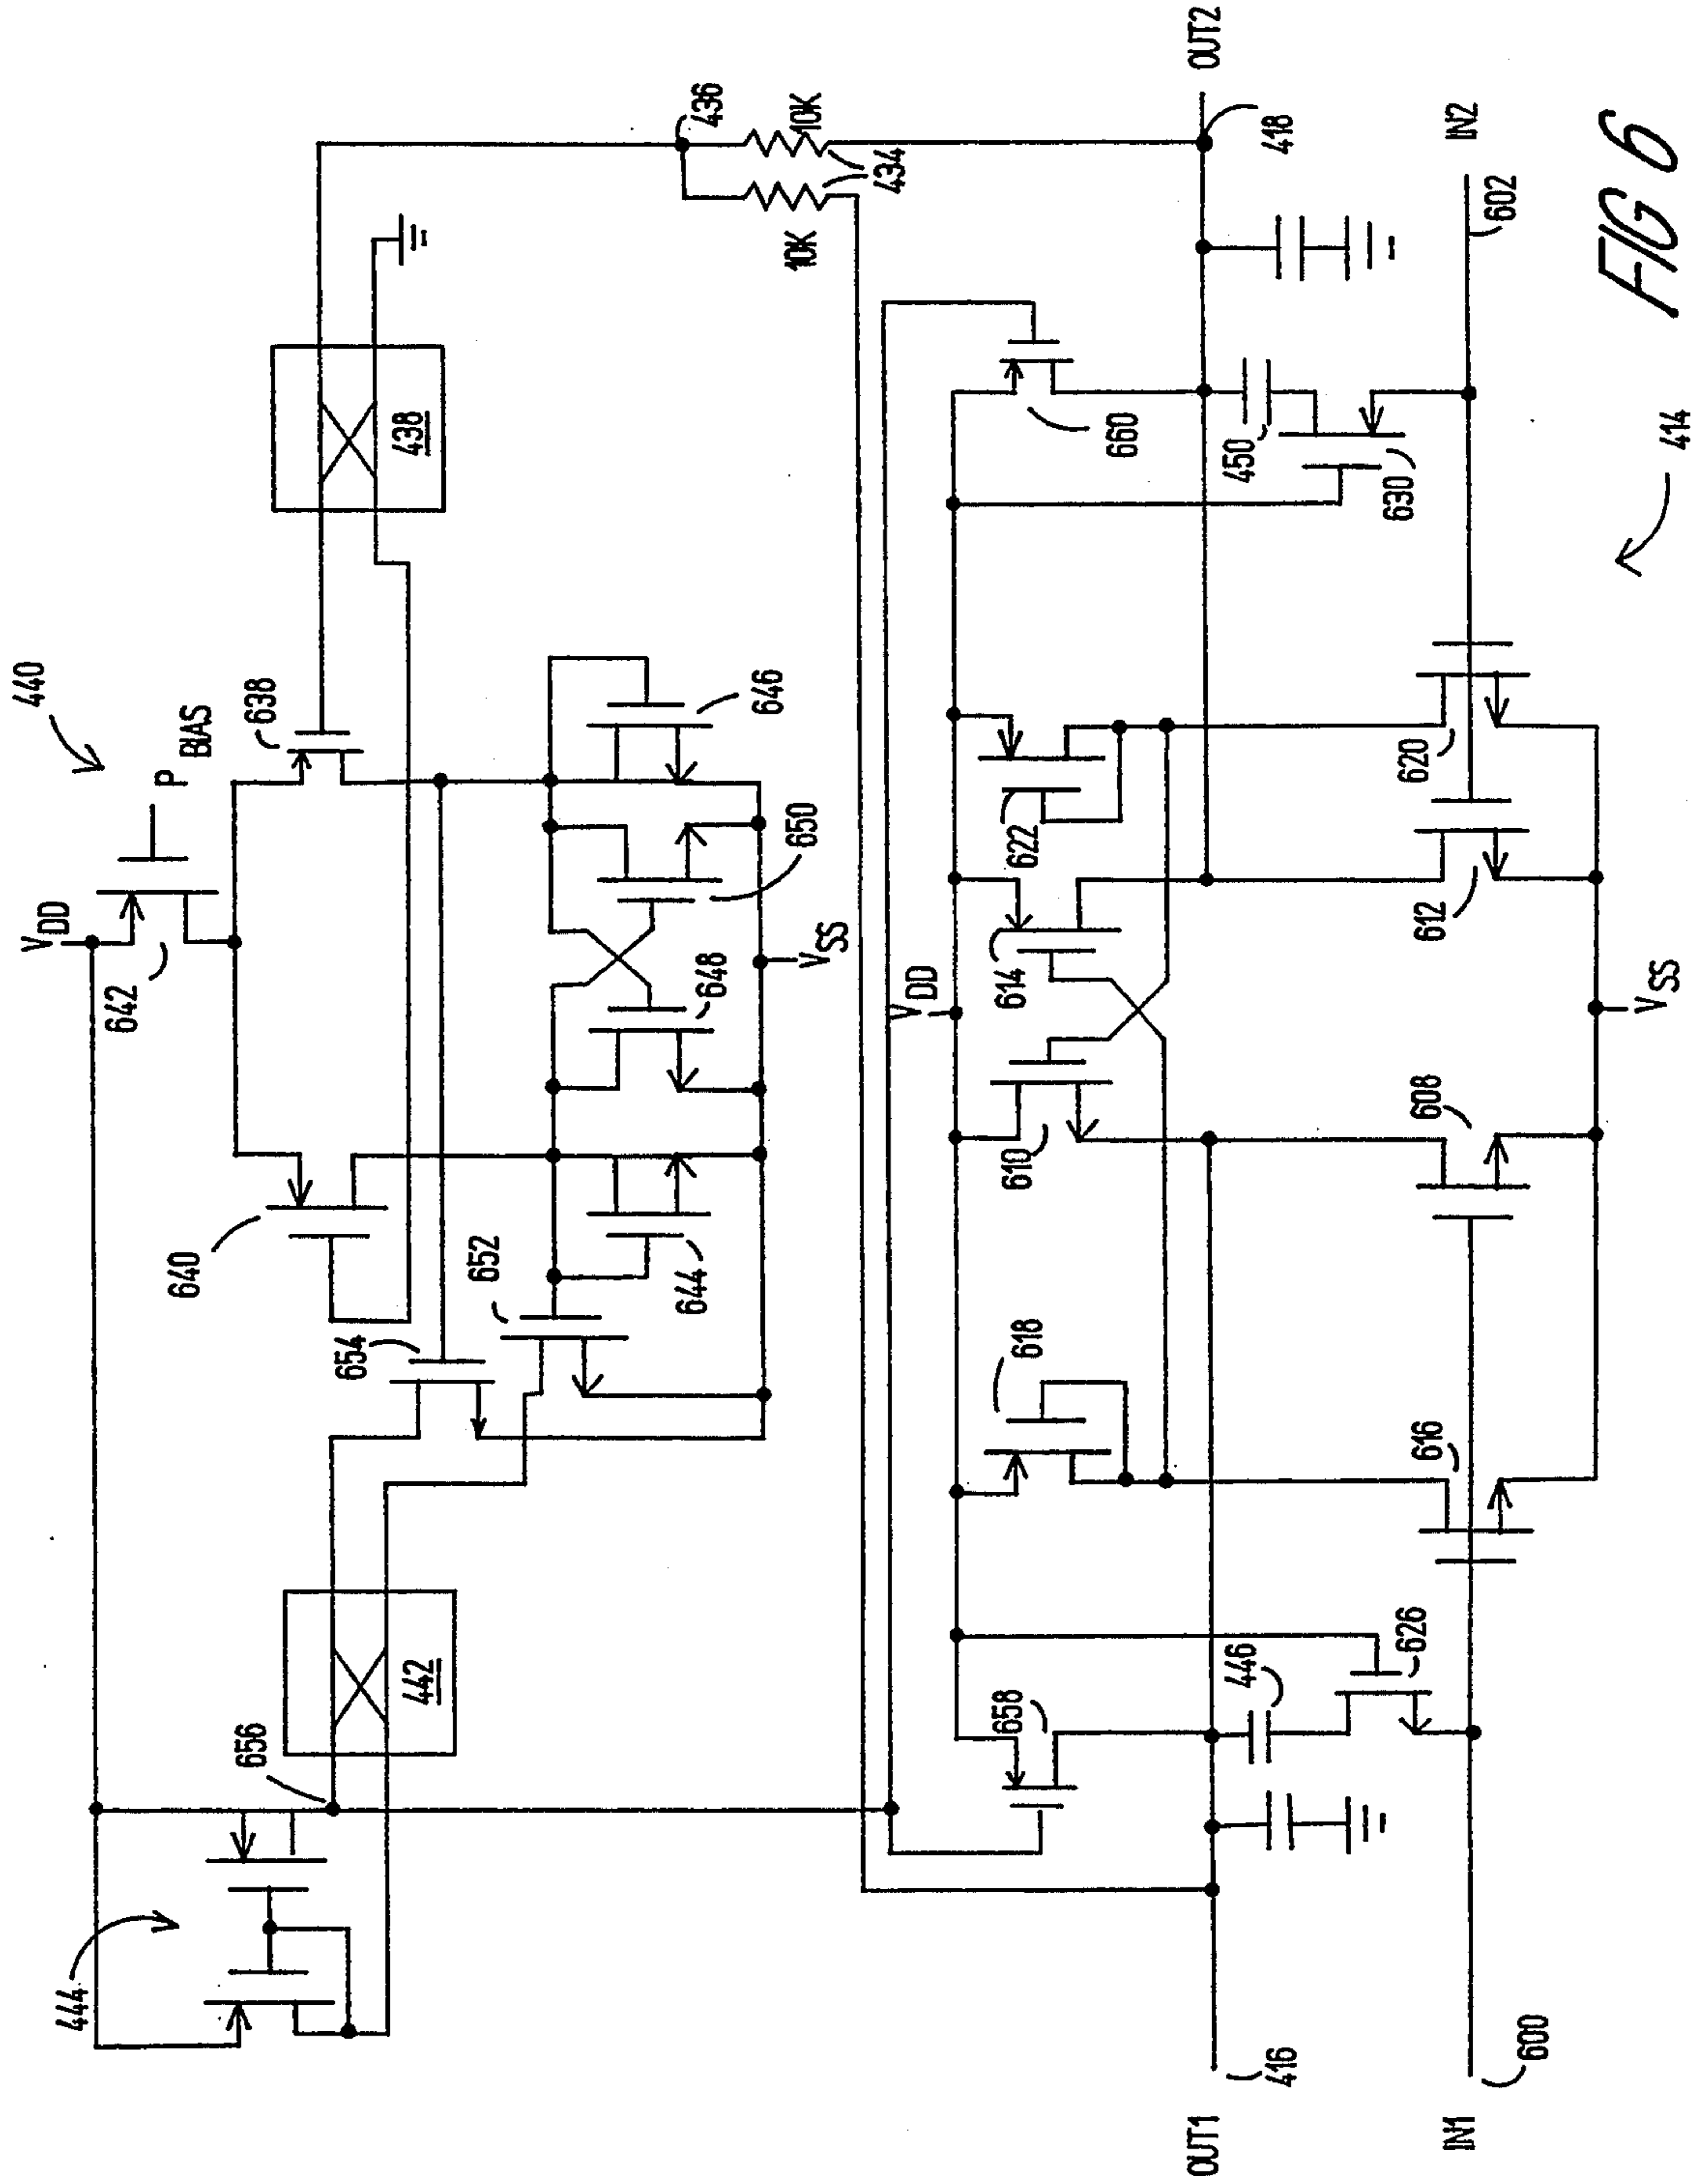 440
V DD
P BIAS
642
638
640
438
436
10K
10K
434
654
652
644
648
650
646
V SS
444
656
442
V DD
OUT2
418
658
446
626
618
610
614
622
660
450
630
616
608
612
620
V SS
IN2
602
OUT1
416
IN1
600
414
FIG 6